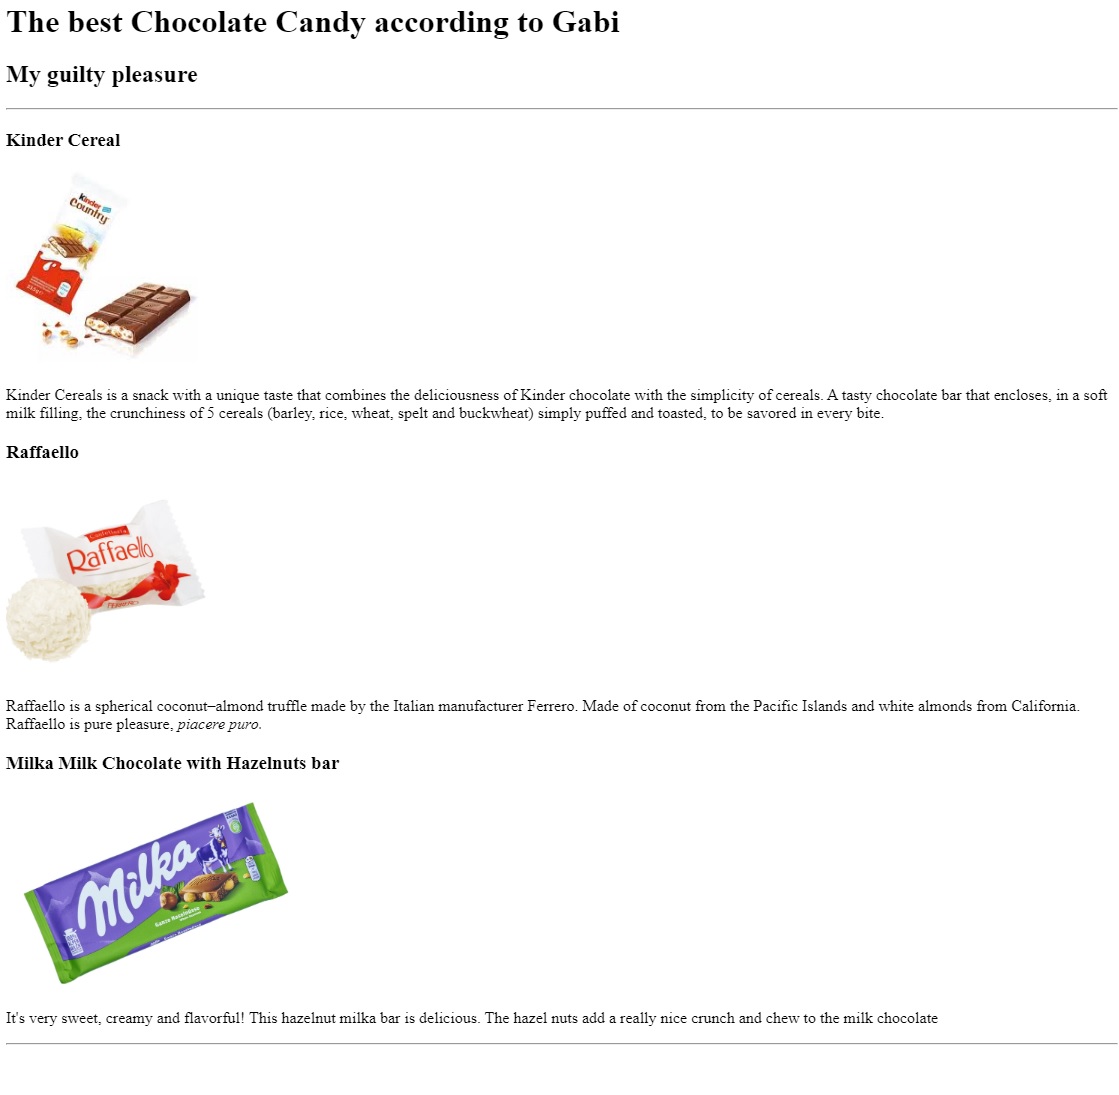 The best Chocolate Candy according to Gabi
My guilty pleasure
Kinder Cereal
Kinder
Country
Kinder Cereals is a snack with a unique taste that combines the deliciousness of Kinder chocolate with the simplicity of cereals. A tasty chocolate bar that encloses, in a soft
milk filling, the crunchiness of 5 cereals (barley, rice, wheat, spelt and buckwheat) simply puffed and toasted, to be savored in every bite.
Raffaello
Confetteria
Raffaello
FERRERO
Raffaello is a spherical coconut–almond truffle made by the Italian manufacturer Ferrero. Made of coconut from the Pacific Islands and white almonds from California.
Raffaello is pure pleasure, piacere puro.
Milka Milk Chocolate with Hazelnuts bar
Milka
Ganze Haselnüsse
It's very sweet, creamy and flavorful! This hazelnut milka bar is delicious. The hazel nuts add a really nice crunch and chew to the milk chocolate